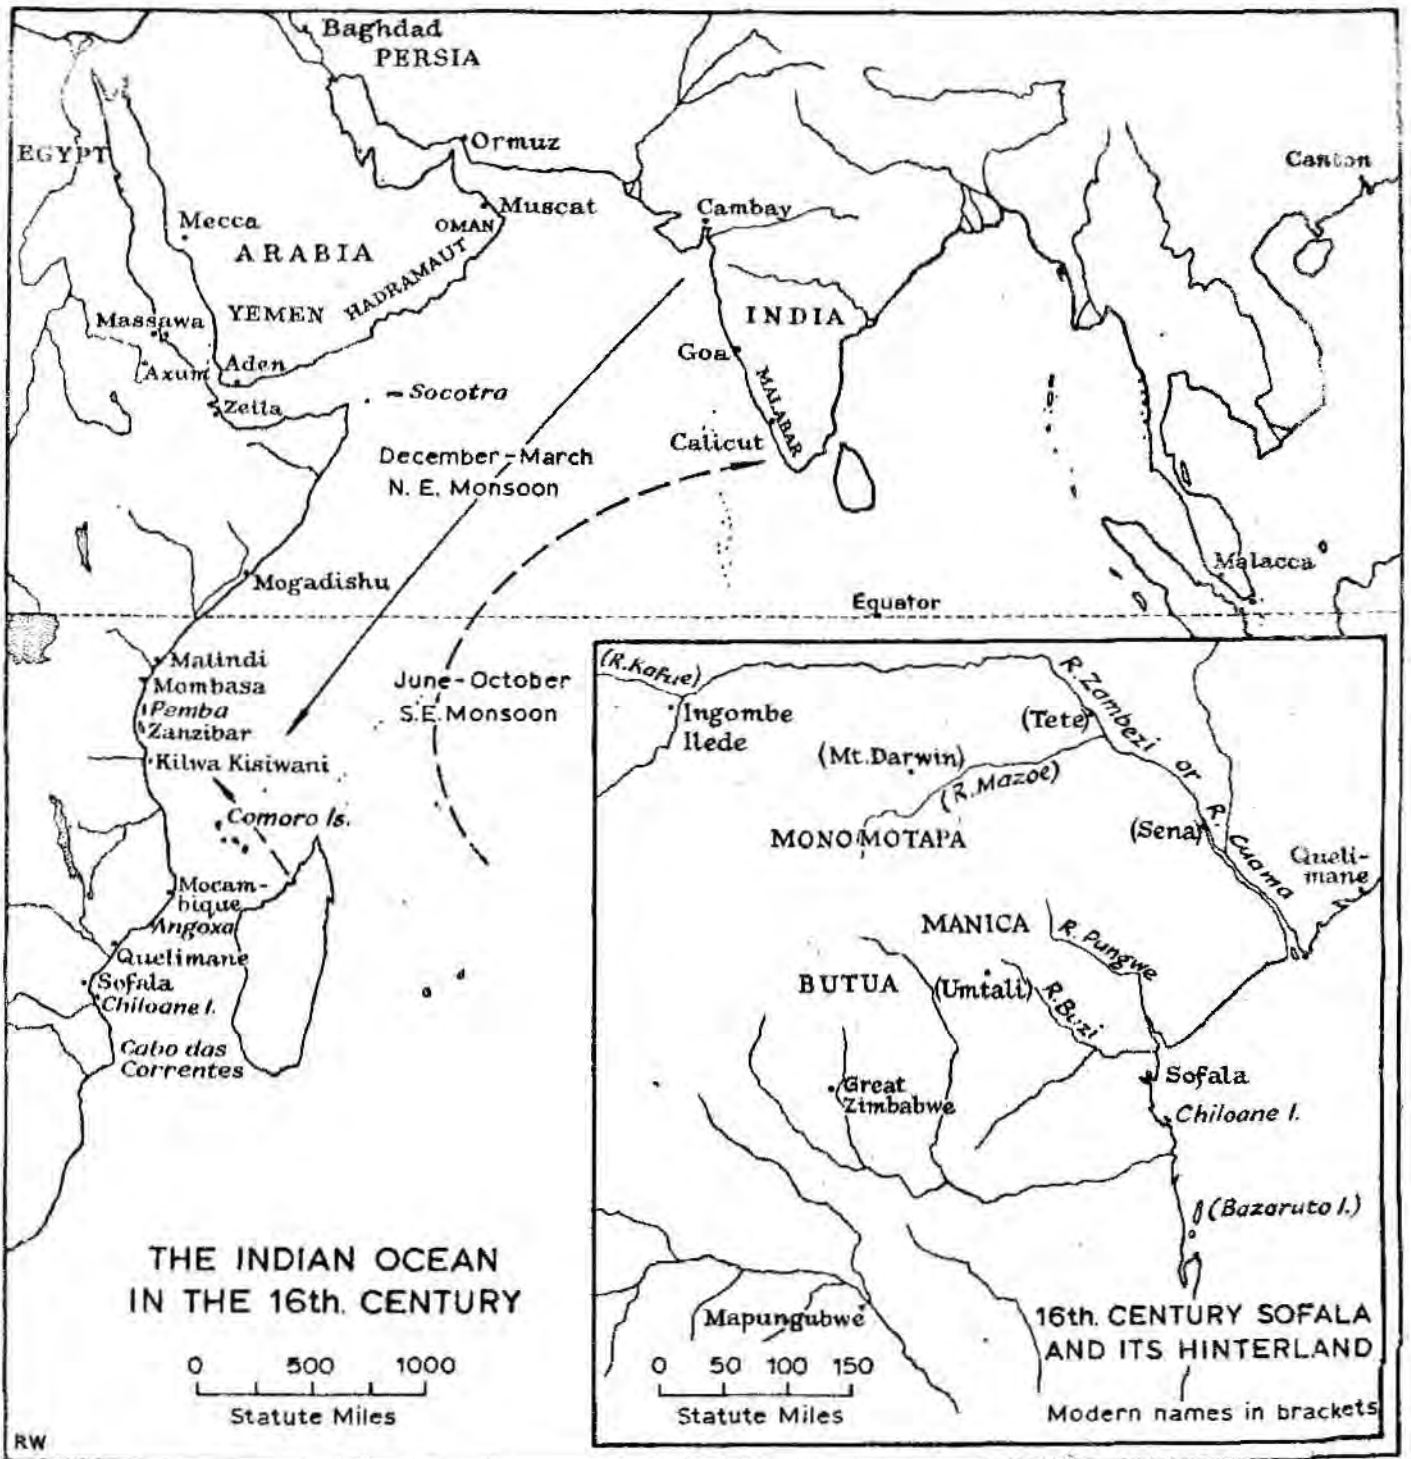 Baghdad
PERSIA
Ormuz
EGYPT
Canton
Muscat
Cambay
Mecca
OMAN
ARABIA
HADRAMAUT
YEMEN
INDIA
Massawa
Goa
Aden
Axum
MALABAR
Socotra
Zeila
Calicut
December-March
N. E. Monsoon
Malacca
Mogadishu
Equator
Malindi
Mombasa
Pemba
Zanzibar
June-October
S.E. Monsoon
Kilwa Kisiwani
Comoro Is.
Mocam-
bique
Angoxa
Quelimane
Sofala
Chiloane I.
Cabo das
Correntes
THE INDIAN OCEAN
IN THE 16th. CENTURY
0 500 1000
Statute Miles
RW
(R. Kafue)
R. Zambezi or R. Cuama
Ingombe
Ilede
(Tete)
(Mt. Darwin)
(R. Mazoe)
MONOMOTAPA
(Sena)
Queli-
mane
MANICA
R. Pungwe
BUTUA
(Umtali)
R. Buzi
Sofala
Great
Zimbabwe
Chiloane I.
(Bazaruto I.)
Mapungubwe
16th. CENTURY SOFALA
AND ITS HINTERLAND
0 50 100 150
Statute Miles
Modern names in brackets